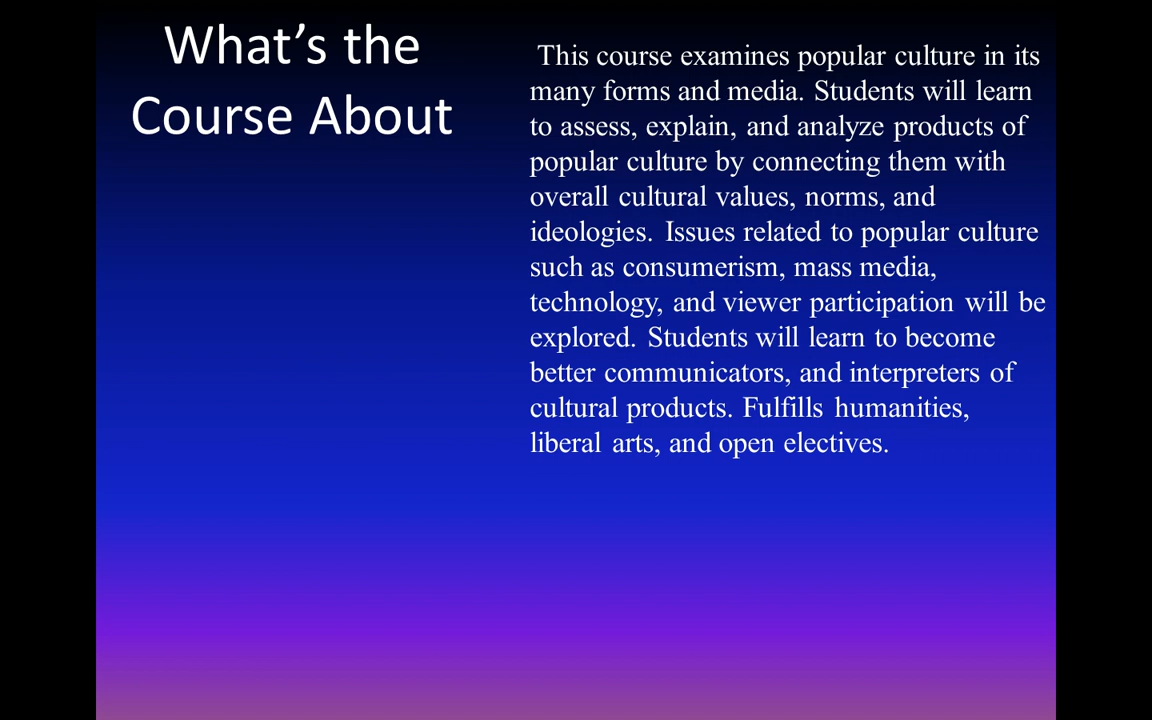 What’s the
Course About
This course examines popular culture in its
many forms and media. Students will learn
to assess, explain, and analyze products of
popular culture by connecting them with
overall cultural values, norms, and
ideologies. Issues related to popular culture
such as consumerism, mass media,
technology, and viewer participation will be
explored. Students will learn to become
better communicators, and interpreters of
cultural products. Fulfills humanities,
liberal arts, and open electives.